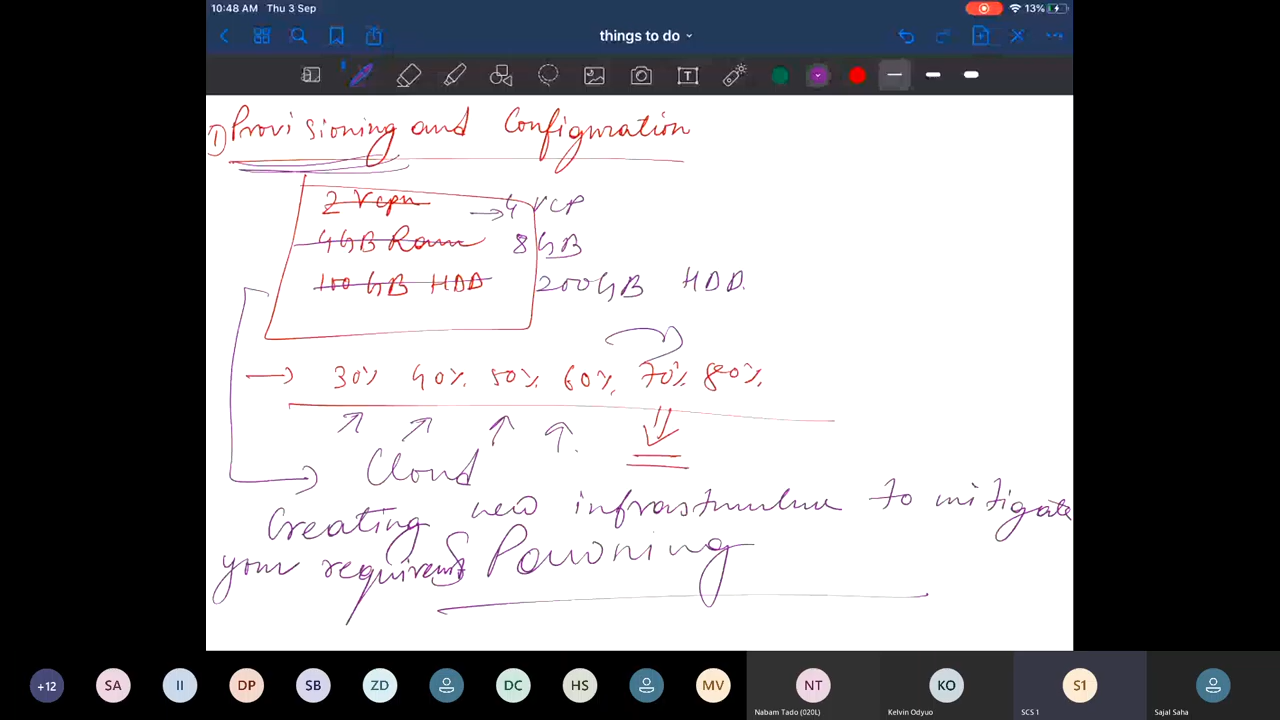 10:48 AM Thu 3 Sep
13%
things to do
T
1) Provisioning and Configuration
2 Vcpu → 4 VCP
4GB Ram 8 GB
100 GB HDD 200GB HDD
→ 30% 40% 50% 60% 70% 80%
Cloud
Creating new infrastructure to mitigate
your requirement
+12 SA II DP SB ZD DC HS MV NT KO S1
Nabam Tado (020L) Kelvin Odyuo SCS 1 Sajal Saha